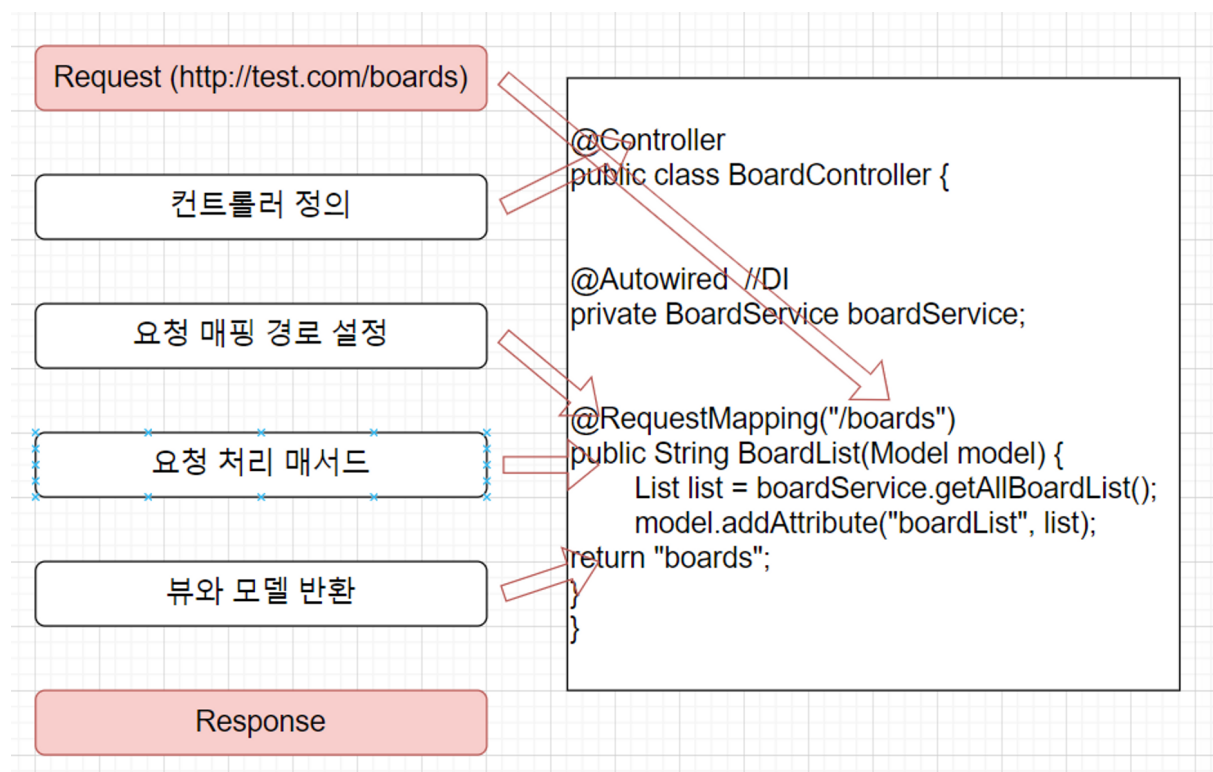 Request (http://test.com/boards)
컨트롤러 정의
요청 매핑 경로 설정
요청 처리 매서드
뷰와 모델 반환
Response
@Controller
public class BoardController {
@Autowired //DI
private BoardService boardService;
@RequestMapping("/boards")
public String BoardList(Model model) {
List list = boardService.getAllBoardList();
model.addAttribute("boardList", list);
return "boards";
}
}